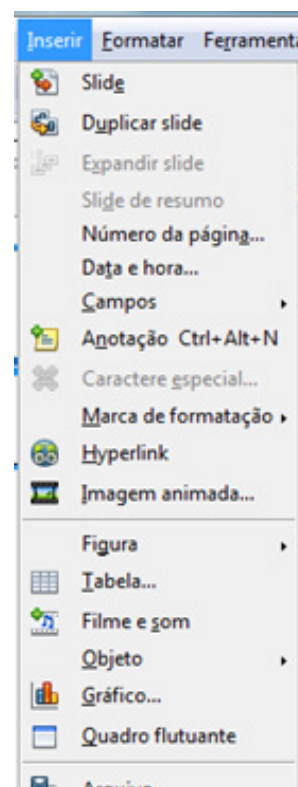 Inserir Formatar Ferramenta
Slide
Duplicar slide
Expandir slide
Slide de resumo
Número da página...
Data e hora...
Campos
Anotação Ctrl+Alt+N
Caractere especial...
Marca de formatação
Hyperlink
Imagem animada...
Figura
Tabela...
Filme e som
Objeto
Gráfico...
Quadro flutuante